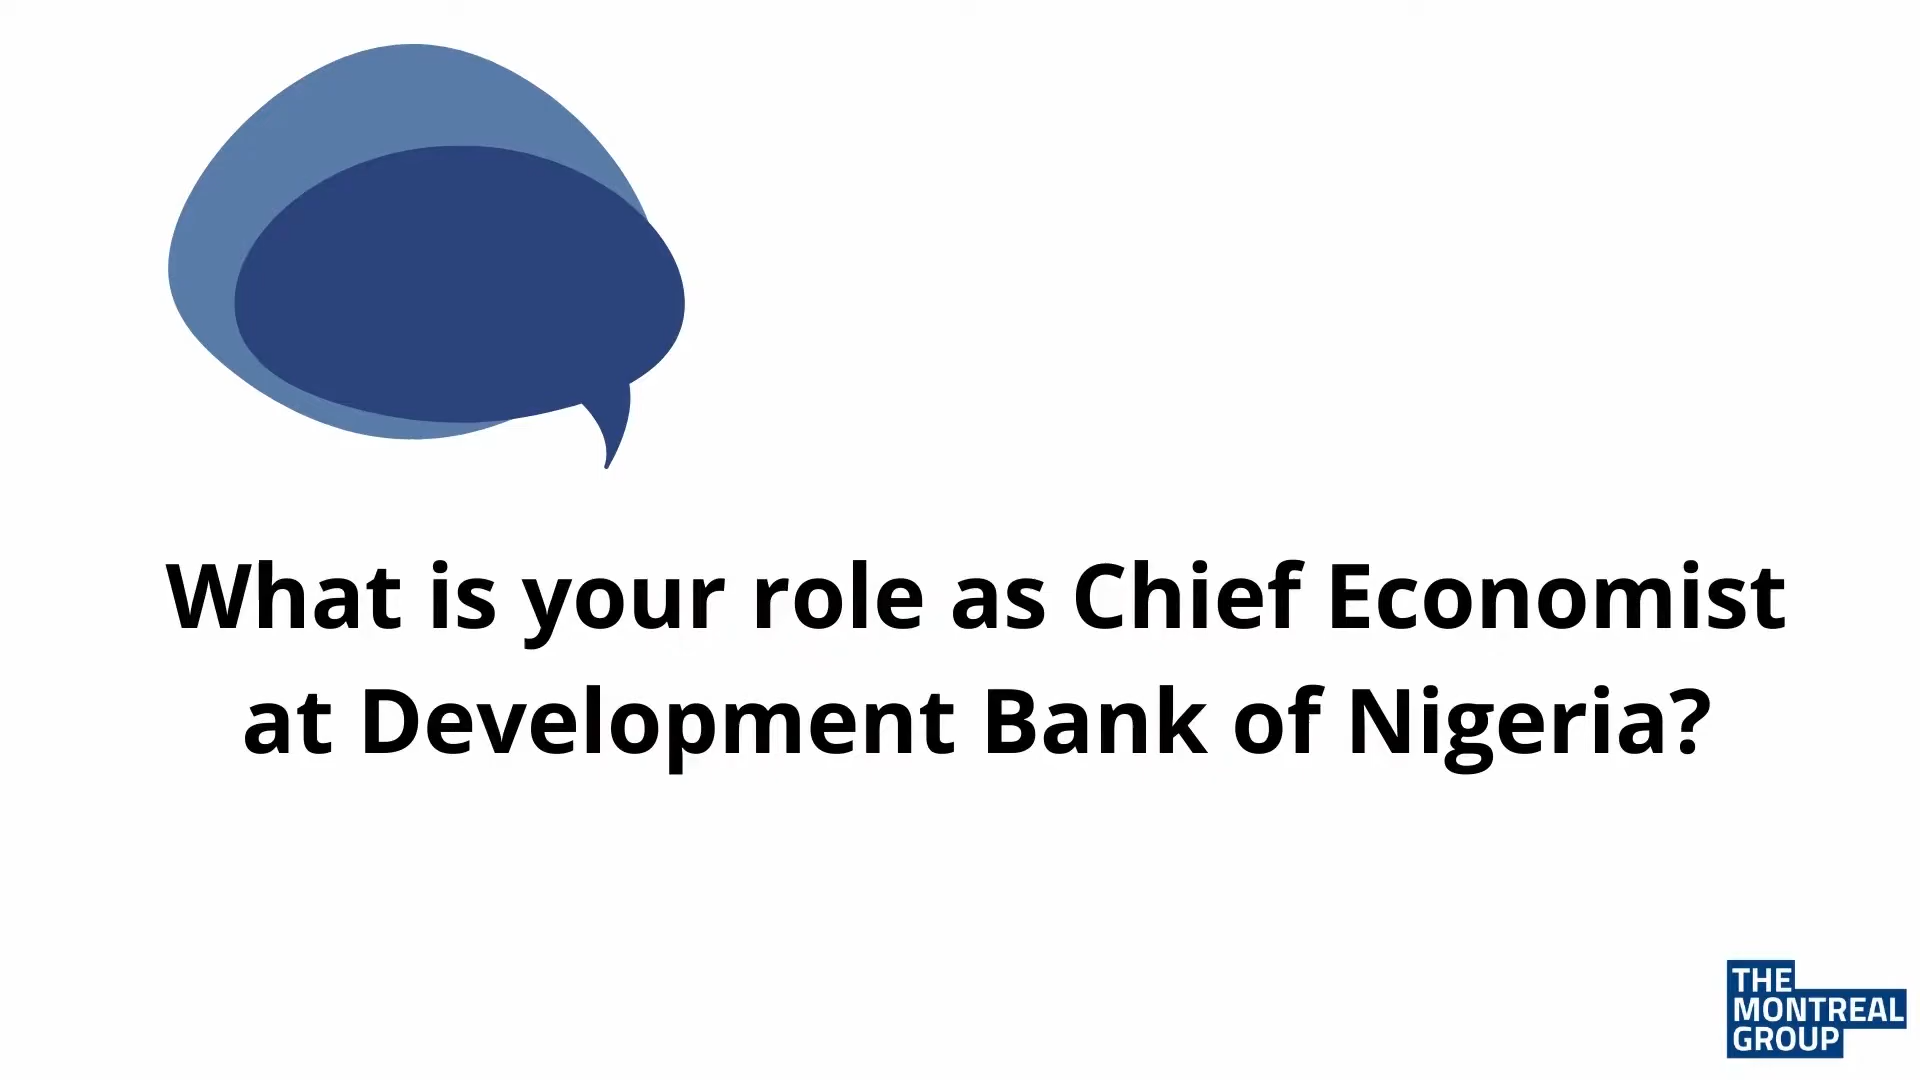 What is your role as Chief Economist
at Development Bank of Nigeria?
THE
MONTREAL
GROUP